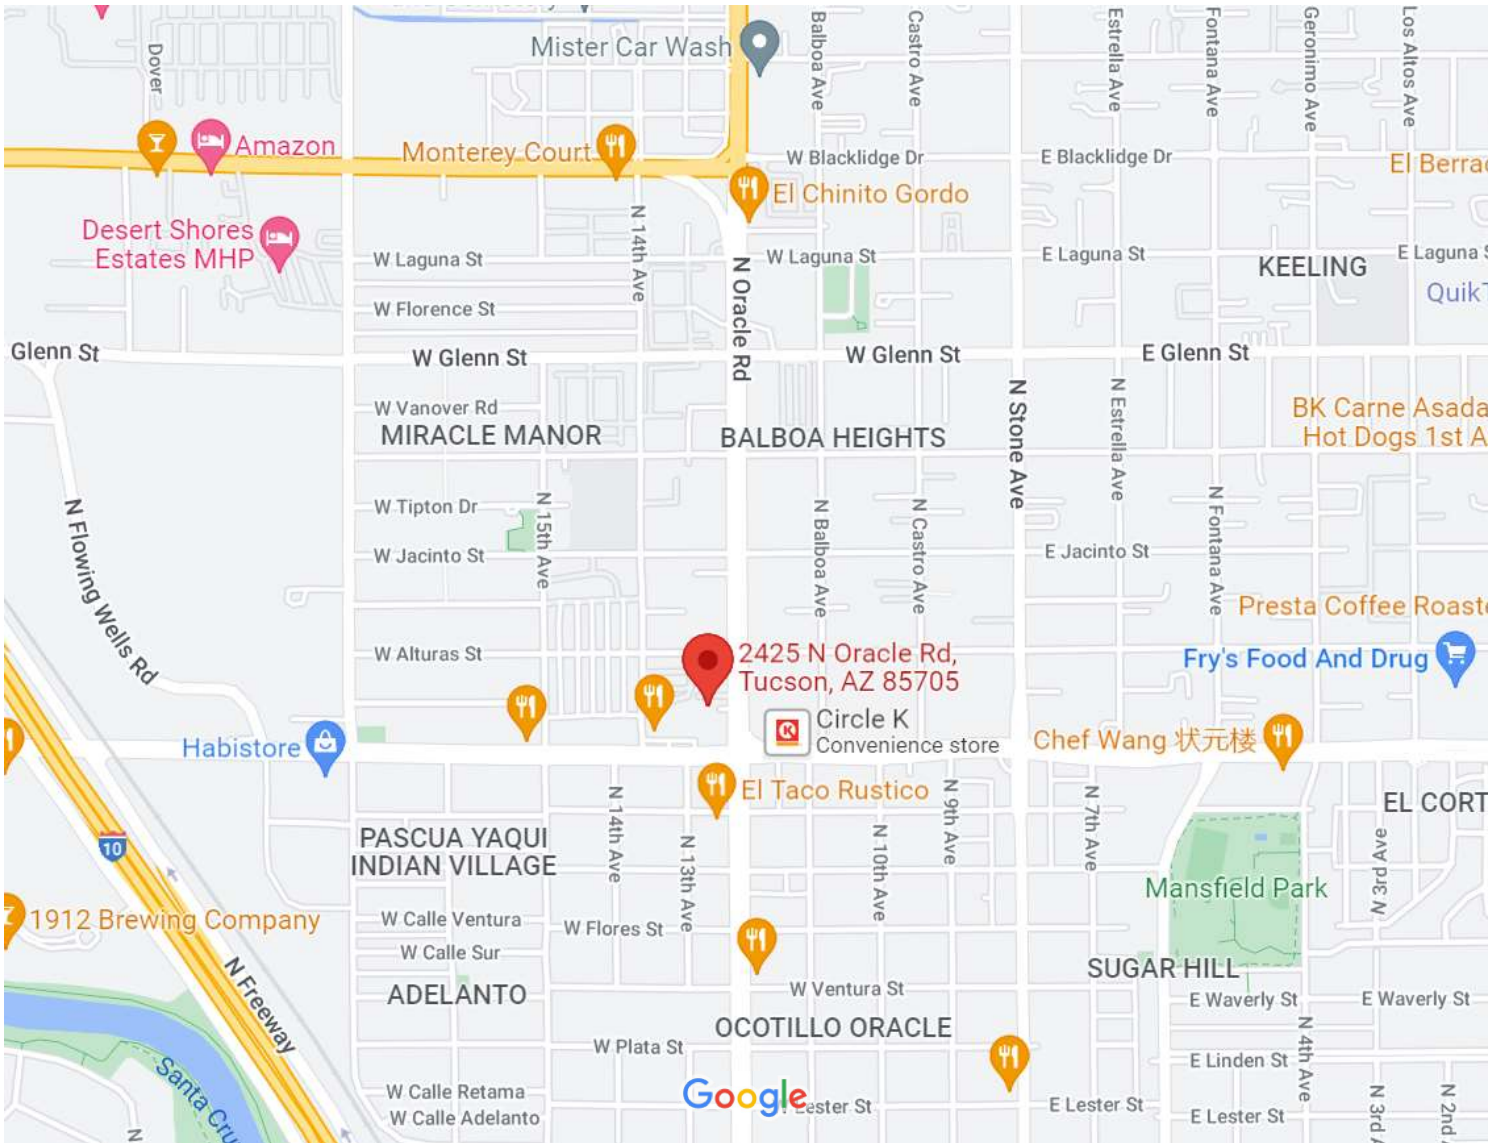 Mister Car Wash
Dover
Balboa Ave
Castro Ave
Estrella Ave
Fontana Ave
Geronimo Ave
Los Altos Ave
Amazon
Monterey Court
W Blacklidge Dr
E Blacklidge Dr
El Chinito Gordo
Desert Shores
Estates MHP
N 14th Ave
W Laguna St
W Laguna St
E Laguna St
E Laguna
KEELING
N Oracle Rd
W Florence St
Glenn St
W Glenn St
W Glenn St
E Glenn St
W Vanover Rd
MIRACLE MANOR
BALBOA HEIGHTS
N Stone Ave
N Estrella Ave
BK Carne Asada
Hot Dogs 1st A
N Flowing Wells Rd
W Tipton Dr
N 15th Ave
N Balboa Ave
N Castro Ave
N Fontana Ave
W Jacinto St
E Jacinto St
Presta Coffee
W Alturas St
2425 N Oracle Rd,
Tucson, AZ 85705
Fry's Food And Drug
Circle K
Convenience store
K
Habistore
Chef Wang 状元楼
El Taco Rustico
N 14th Ave
N 13th Ave
N 10th Ave
N 9th Ave
N 7th Ave
EL CORT
N 3rd Ave
10
PASCUA YAQUI
INDIAN VILLAGE
Mansfield Park
1912 Brewing Company
W Calle Ventura
W Flores St
W Calle Sur
N Freeway
ADELANTO
W Ventura St
SUGAR HILL
E Waverly St
E Waverly St
OCOTILLO ORACLE
W Plata St
N 4th Ave
E Linden St
Santa Cru
W Calle Retama
W Calle Adelanto
Google
Lester St
E Lester St
E Lester St
N 3rd
N 2nd
N